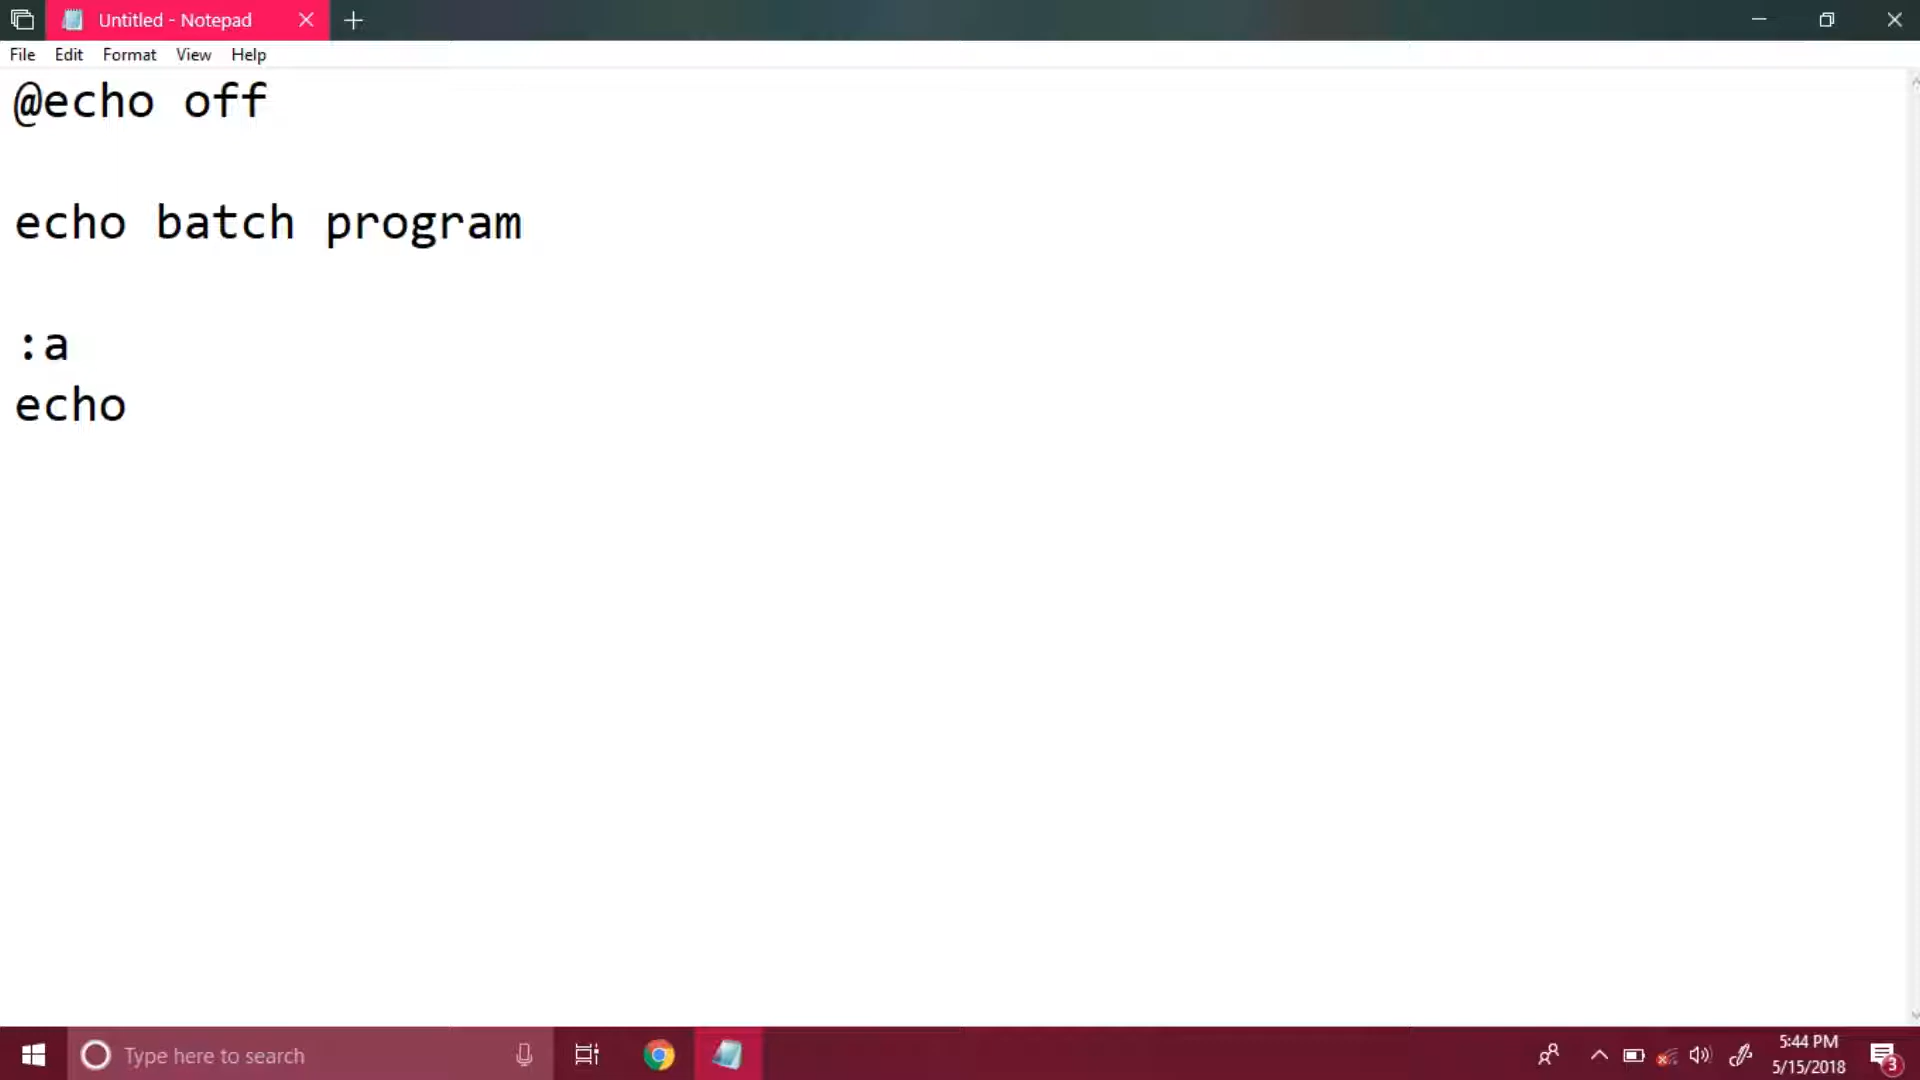 Untitled - Notepad
File Edit Format View Help
@echo off
echo batch program
:a
echo
Type here to search
5:44 PM
5/15/2018
3